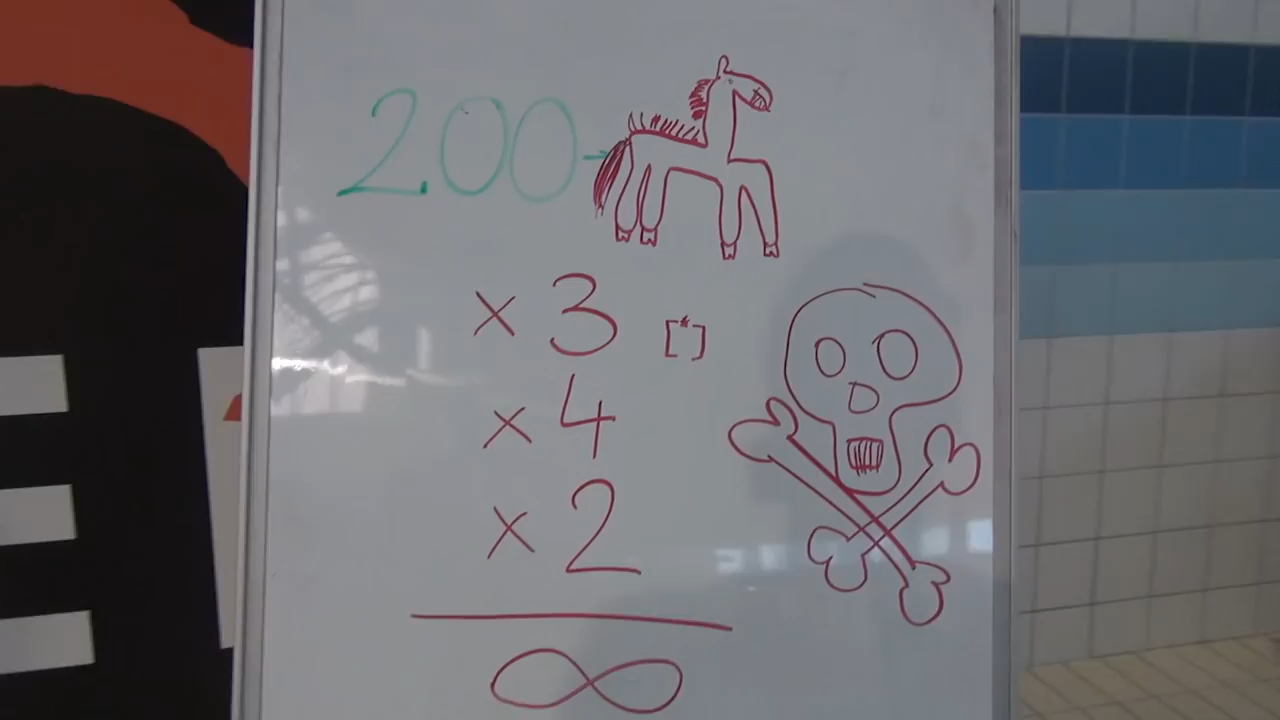 200
× 3 [*]
× 4
× 2
∞